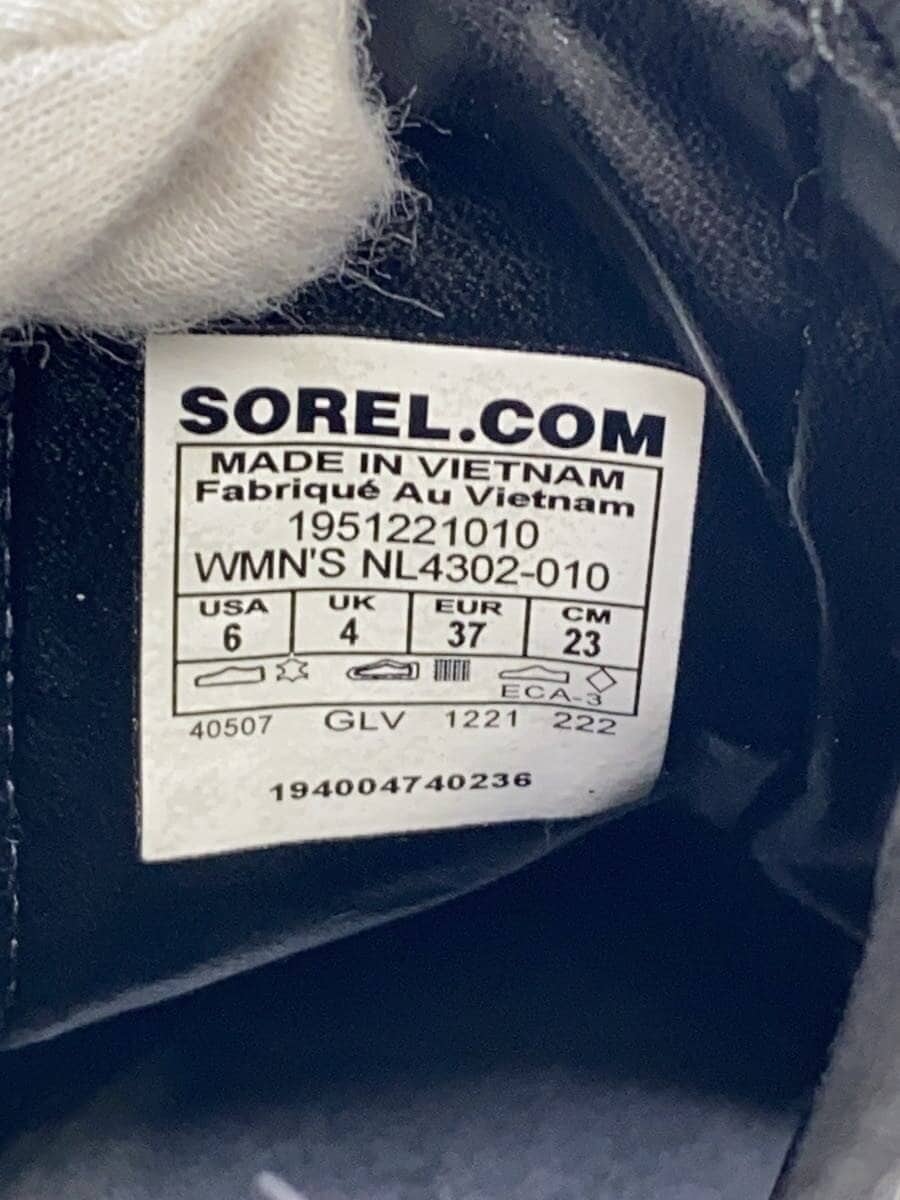 SOREL.COM
MADE IN VIETNAM
Fabriqué Au Vietnam
1951221010
WMN'S NL4302-010
USA UK EUR CM
6 4 37 23
ECA-3
40507 GLV 1221 222
194004740236